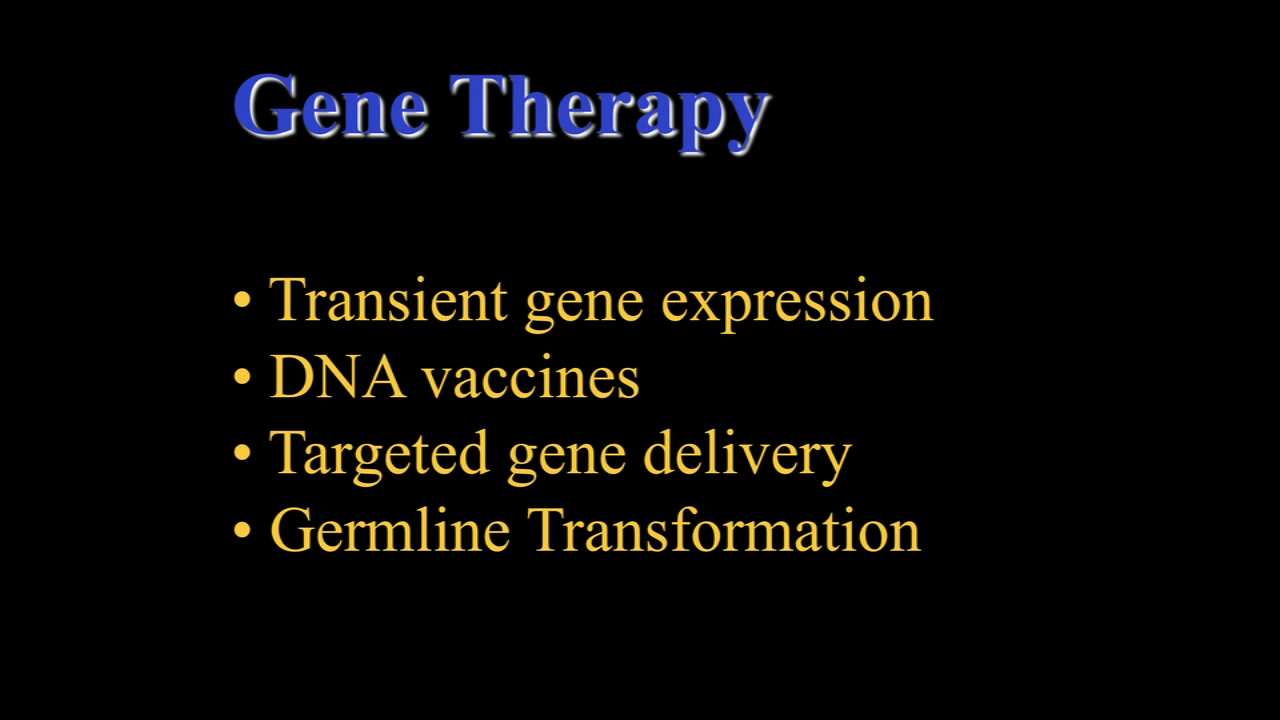 Gene Therapy
• Transient gene expression
• DNA vaccines
• Targeted gene delivery
• Germline Transformation